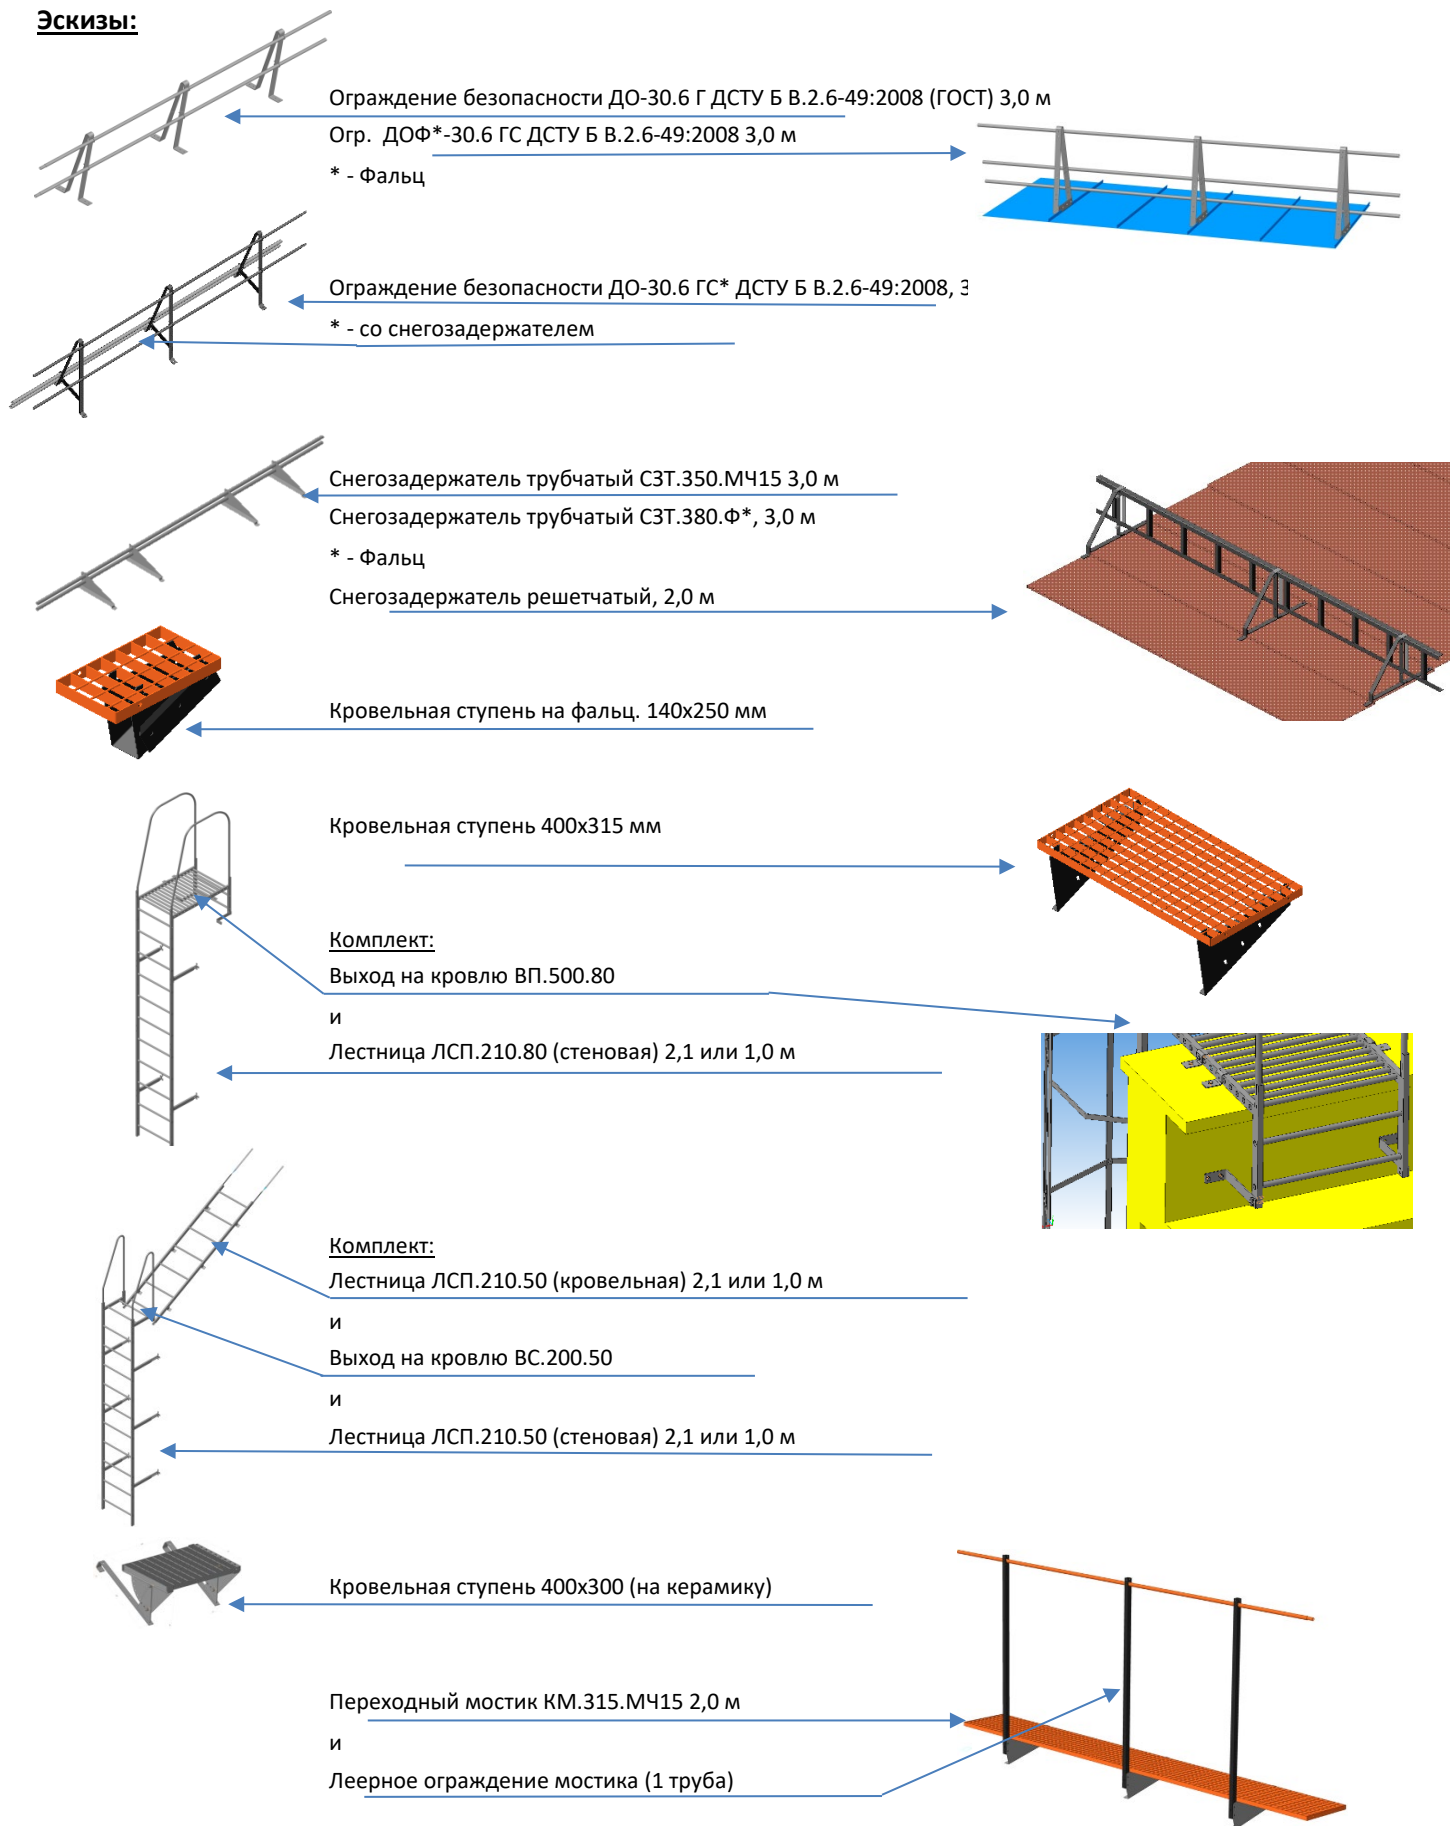 Эскизы:
Ограждение безопасности ДО-30.6 Г ДСТУ Б В.2.6-49:2008 (ГОСТ) 3,0 м
Огр. ДОФ*-30.6 ГС ДСТУ Б В.2.6-49:2008 3,0 м
* - Фальц
Ограждение безопасности ДО-30.6 ГС* ДСТУ Б В.2.6-49:2008,
* - со снегозадержателем
Снегозадержатель трубчатый СЗТ.350.МЧ15 3,0 м
Снегозадержатель трубчатый СЗТ.380.Ф*, 3,0 м
* - Фальц
Снегозадержатель решетчатый, 2,0 м
Кровельная ступень на фальц. 140х250 мм
Кровельная ступень 400х315 мм
Комплект:
Выход на кровлю ВП.500.80
и
Лестница ЛСП.210.80 (стеновая) 2,1 или 1,0 м
Комплект:
Лестница ЛСП.210.50 (кровельная) 2,1 или 1,0 м
и
Выход на кровлю ВС.200.50
и
Лестница ЛСП.210.50 (стеновая) 2,1 или 1,0 м
Кровельная ступень 400х300 (на керамику)
Переходный мостик КМ.315.МЧ15 2,0 м
и
Леерное ограждение мостика (1 труба)